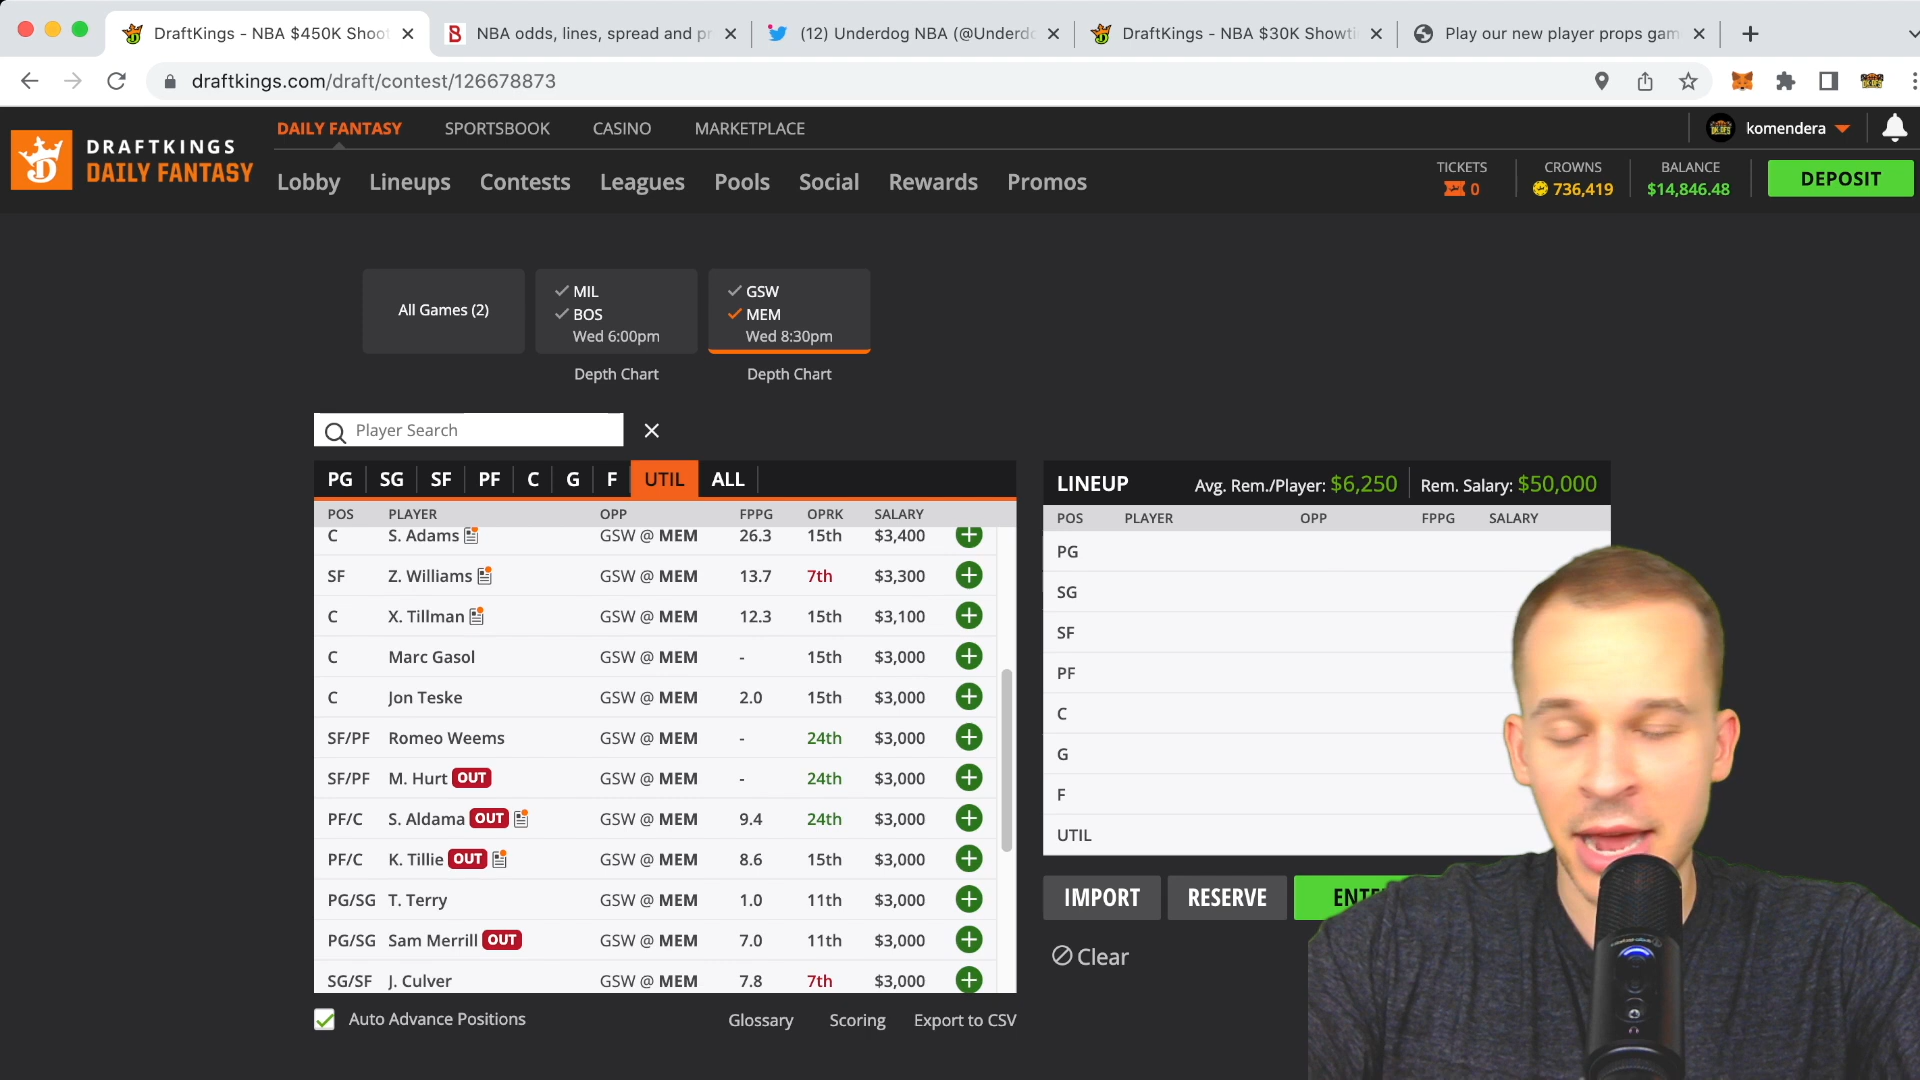 DraftKings - NBA $450K Shoot
NBA odds, lines, spread and pr
(12) Underdog NBA (@Underdo
DraftKings - NBA $30K Showti
Play our new player props gam
draftkings.com/draft/contest/126678873
DRAFTKINGS
DAILY FANTASY
DAILY FANTASY SPORTSBOOK CASINO MARKETPLACE
komendera
Lobby Lineups Contests Leagues Pools Social Rewards Promos
TICKETS
0
CROWNS
736,419
BALANCE
$14,846.48
DEPOSIT
All Games (2)
MIL
BOS
Wed 6:00pm
Depth Chart
GSW
MEM
Wed 8:30pm
Depth Chart
Player Search
PG SG SF PF C G F UTIL ALL
POS PLAYER OPP FPPG OPRK SALARY
C S. Adams GSW @ MEM 26.3 15th $3,400
SF Z. Williams GSW @ MEM 13.7 7th $3,300
C X. Tillman GSW @ MEM 12.3 15th $3,100
C Marc Gasol GSW @ MEM - 15th $3,000
C Jon Teske GSW @ MEM 2.0 15th $3,000
SF/PF Romeo Weems GSW @ MEM - 24th $3,000
SF/PF M. Hurt OUT GSW @ MEM - 24th $3,000
PF/C S. Aldama OUT GSW @ MEM 9.4 24th $3,000
PF/C K. Tillie OUT GSW @ MEM 8.6 15th $3,000
PG/SG T. Terry GSW @ MEM 1.0 11th $3,000
PG/SG Sam Merrill OUT GSW @ MEM 7.0 11th $3,000
SG/SF J. Culver GSW @ MEM 7.8 7th $3,000
Auto Advance Positions
Glossary Scoring Export to CSV
LINEUP Avg. Rem./Player: $6,250 Rem. Salary: $50,000
POS PLAYER OPP FPPG SALARY
PG
SG
SF
PF
C
G
F
UTIL
IMPORT RESERVE ENTE
Clear